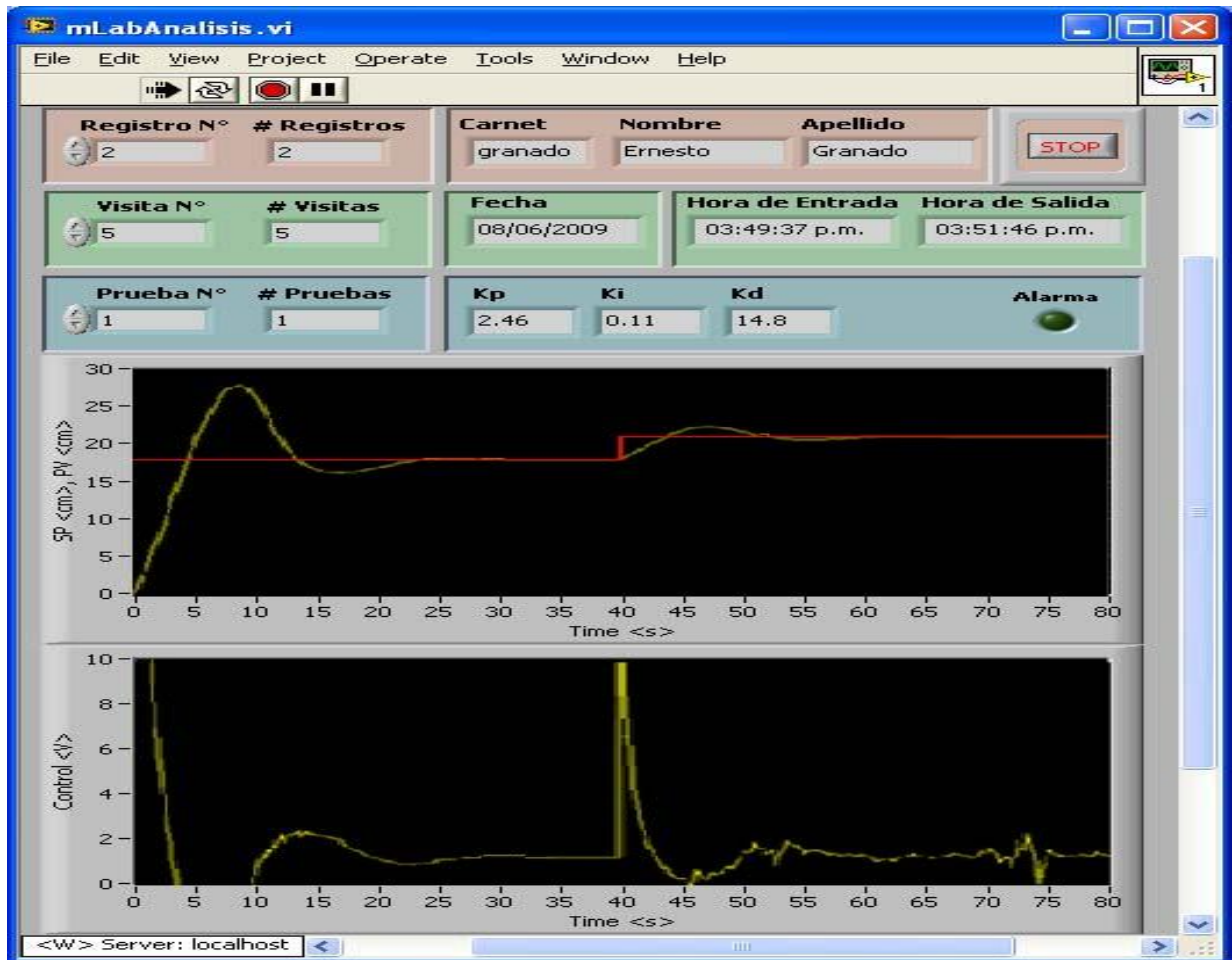 mLabAnalisis.vi
File Edit View Project Operate Tools Window Help
1
Registro N° # Registros Carnet Nombre Apellido
2 2 granado Ernesto Granado STOP
Visita N° # Visitas Fecha Hora de Entrada Hora de Salida
5 5 08/06/2009 03:49:37 p.m. 03:51:46 p.m.
Prueba N° # Pruebas Kp Ki Kd Alarma
1 1 2.46 0.11 14.8
SP <cm>, PV <cm>
30
25
20
15
10
5
0
0 5 10 15 20 25 30 35 40 45 50 55 60 65 70 75 80
Time <s>
Control <V>
10
8
6
4
2
0
0 5 10 15 20 25 30 35 40 45 50 55 60 65 70 75 80
Time <s>
<W> Server: localhost